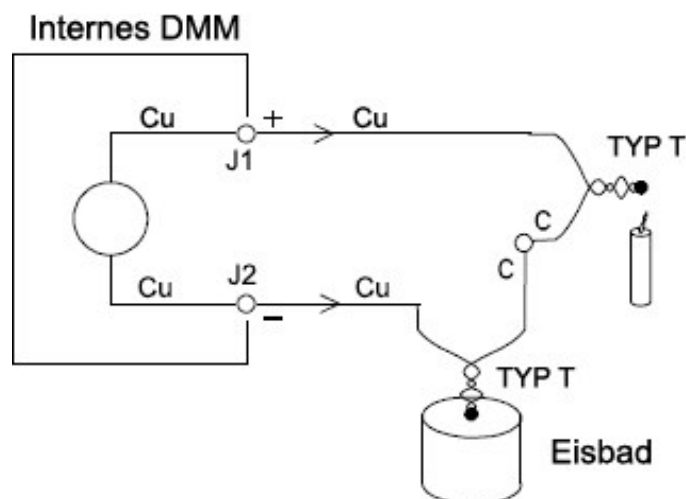 Internes DMM
Cu
+
Cu
J1
TYP T
C
C
J2
Cu
Cu
−
TYP T
Eisbad